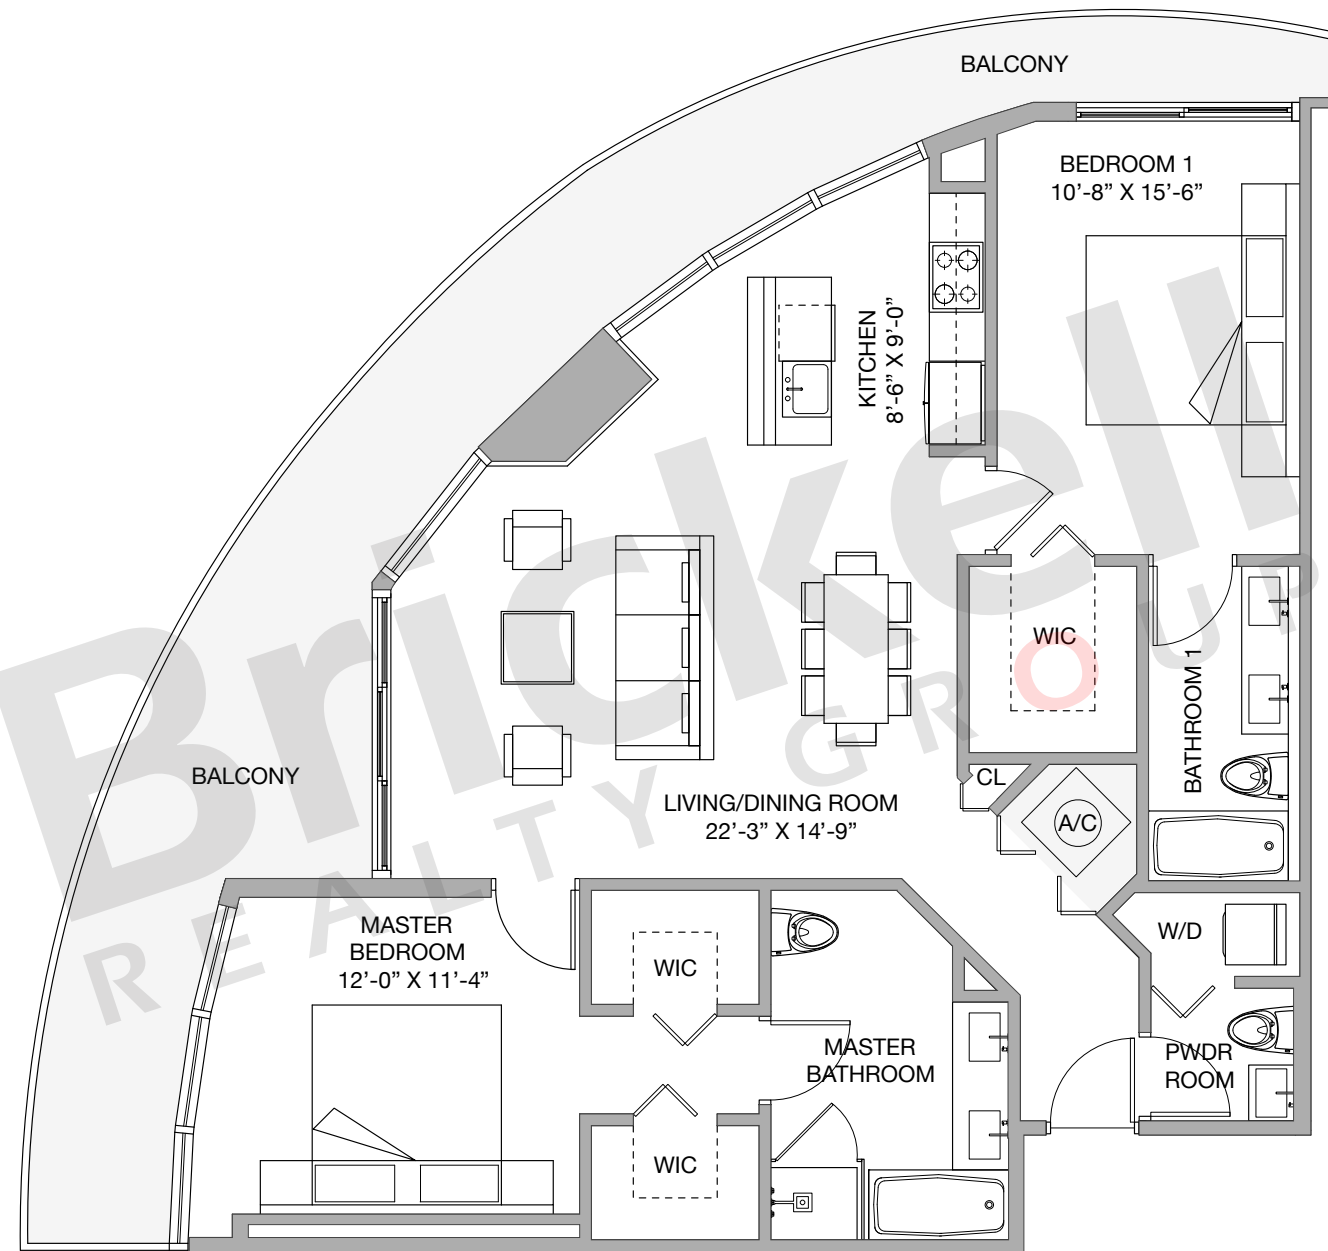 BALCONY
BEDROOM 1
10’-8” X 15’-6”
KITCHEN
8’-6” X 9’-0”
WIC
BATHROOM 1
BALCONY
CL
LIVING/DINING ROOM
22’-3” X 14’-9”
A/C
MASTER
BEDROOM
12’-0” X 11’-4”
WIC
W/D
MASTER
BATHROOM
PWDR
ROOM
WIC
Brickell
REALTY GROUP